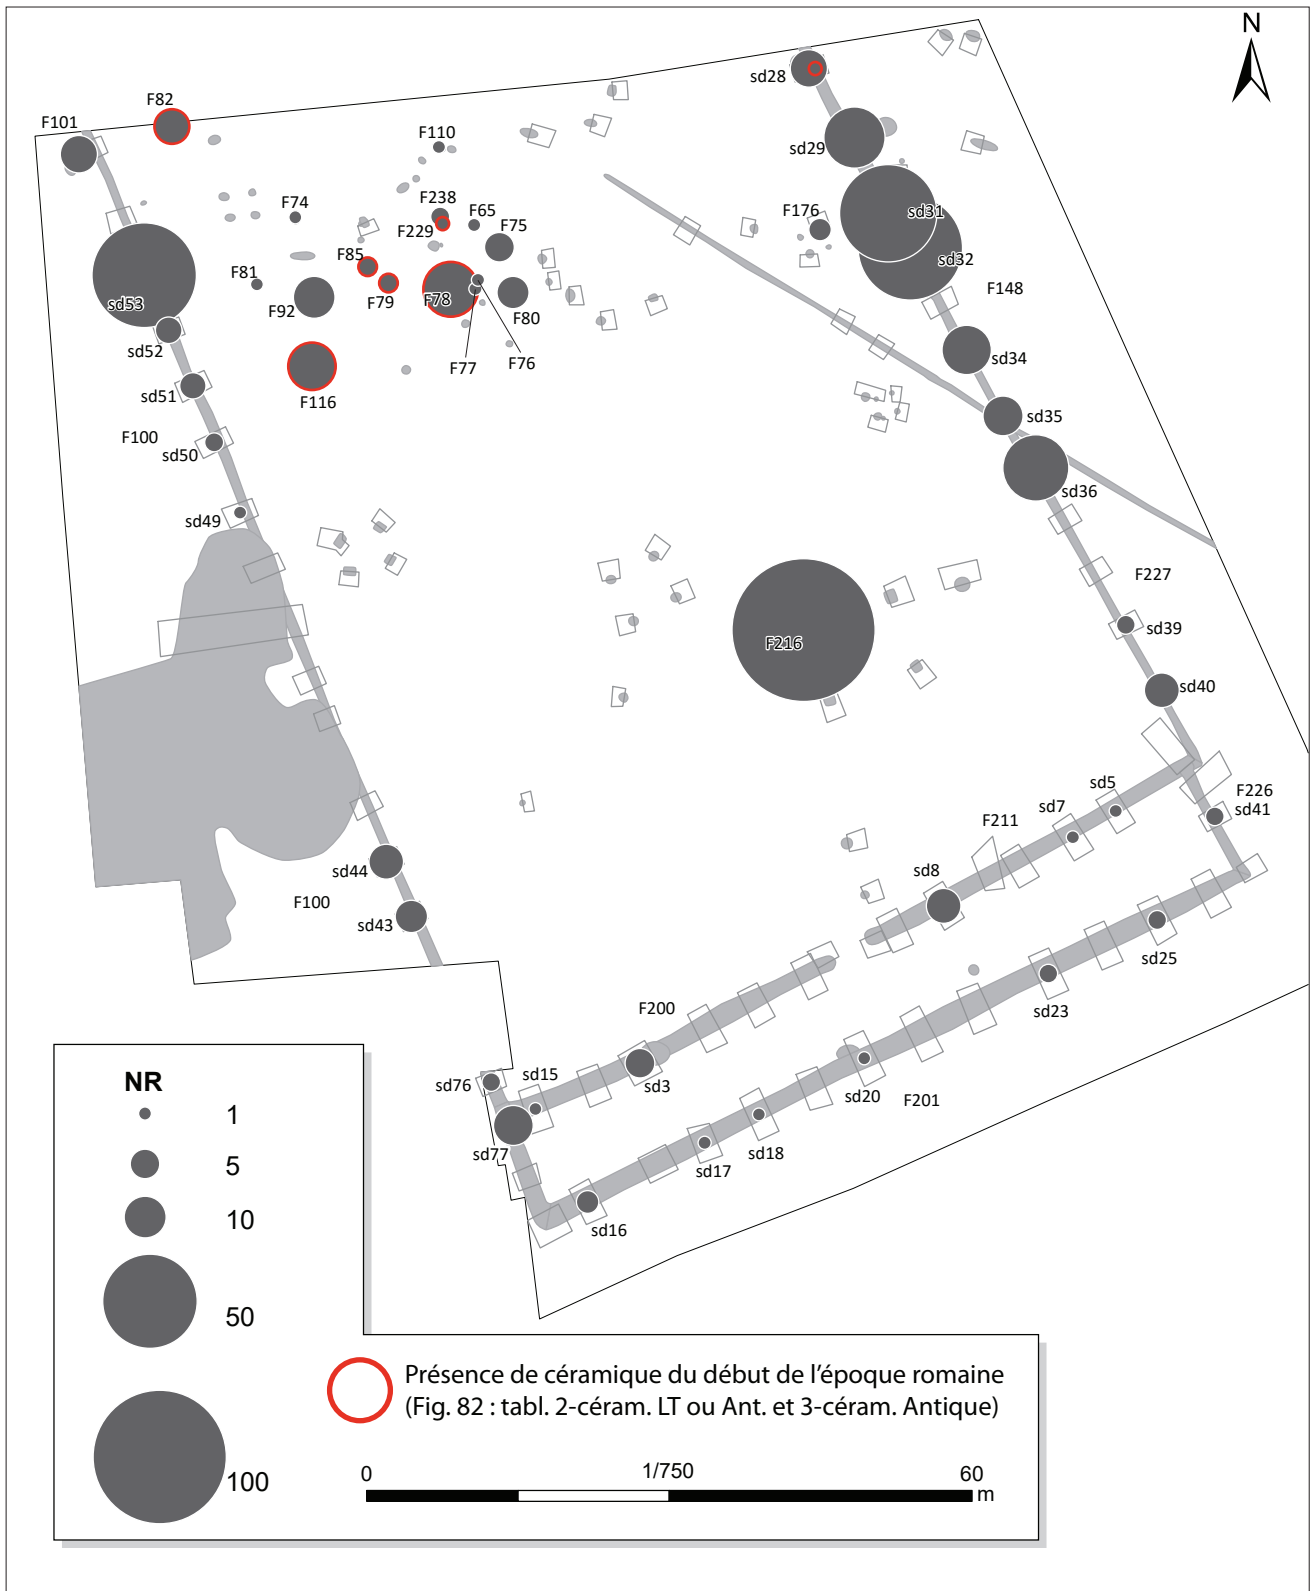 N
sd28
F82
F101
F110
sd29
F74
F238
F65
F176
sd31
F229
F75
F85
sd32
F81
F79
F78
F148
sd53
F92
F80
sd52
F77
F76
sd34
sd51
F116
sd35
F100
sd50
sd36
sd49
F227
sd39
F216
sd40
sd5
F226
sd7
sd41
F211
sd44
sd8
F100
sd43
sd25
sd23
F200
sd76
sd15
sd3
sd20
F201
sd77
sd18
sd17
sd16
NR
1
5
10
50
100
Présence de céramique du début de l'époque romaine
(Fig. 82 : tabl. 2-céram. LT ou Ant. et 3-céram. Antique)
0 1/750 60
m